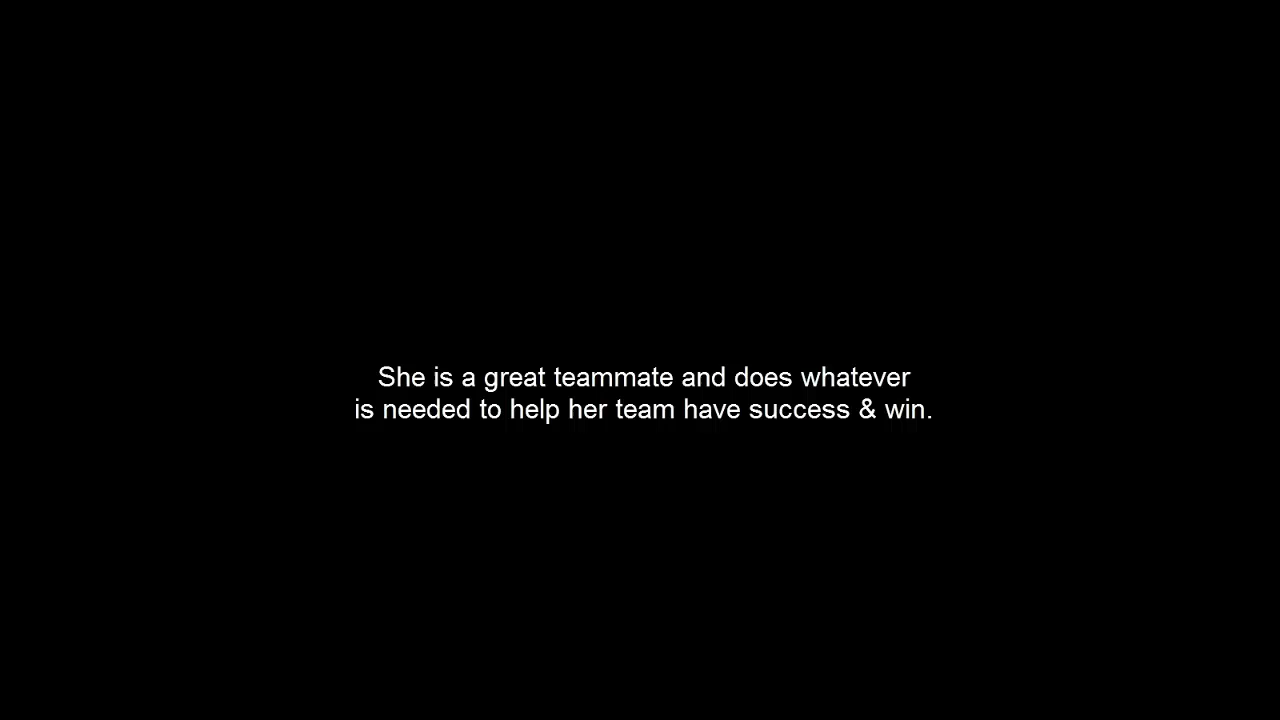 She is a great teammate and does whatever
is needed to help her team have success & win.